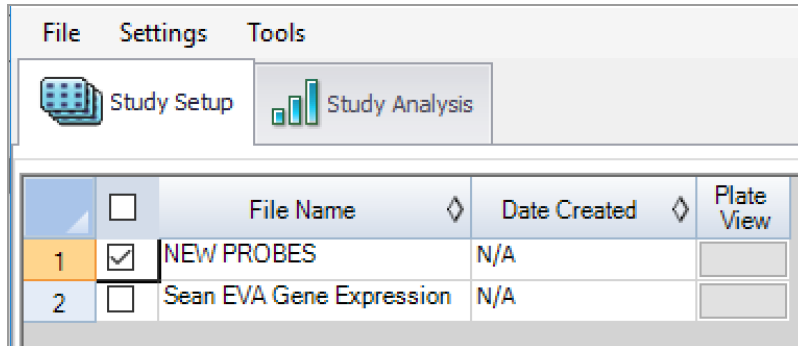 File Settings Tools
Study Setup Study Analysis
File Name Date Created Plate View
1 NEW PROBES N/A
2 Sean EVA Gene Expression N/A